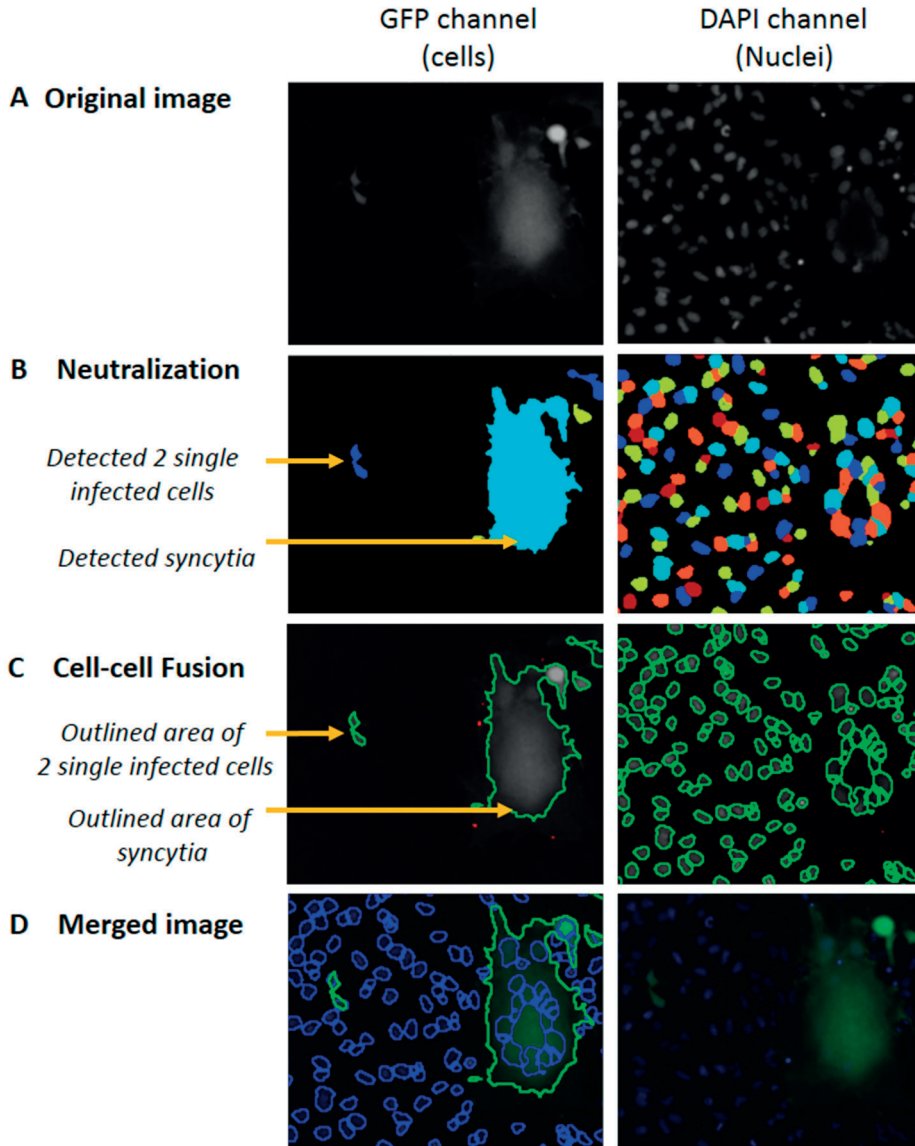 GFP channel
(cells)
DAPI channel
(Nuclei)
A Original image
B Neutralization
Detected 2 single
infected cells
Detected syncytia
C Cell-cell Fusion
Outlined area of
2 single infected cells
Outlined area of
syncytia
D Merged image